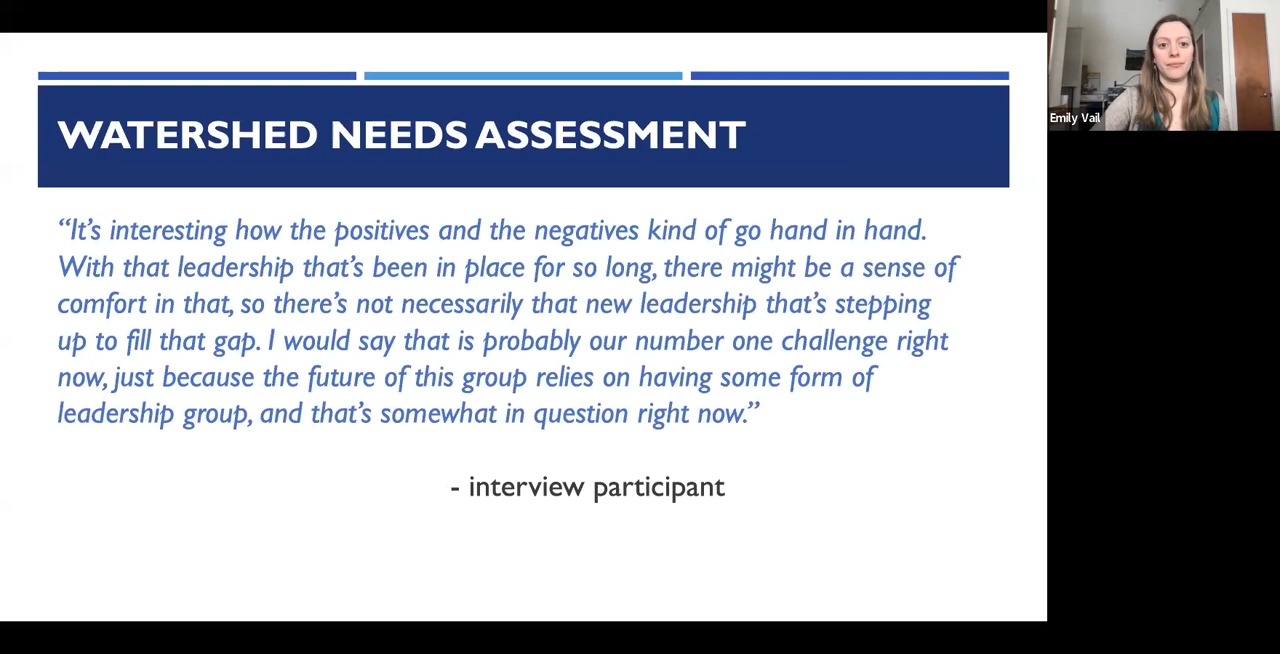 WATERSHED NEEDS ASSESSMENT
“It’s interesting how the positives and the negatives kind of go hand in hand.
With that leadership that’s been in place for so long, there might be a sense of
comfort in that, so there’s not necessarily that new leadership that’s stepping
up to fill that gap. I would say that is probably our number one challenge right
now, just because the future of this group relies on having some form of
leadership group, and that’s somewhat in question right now.”
- interview participant
Emily Vail